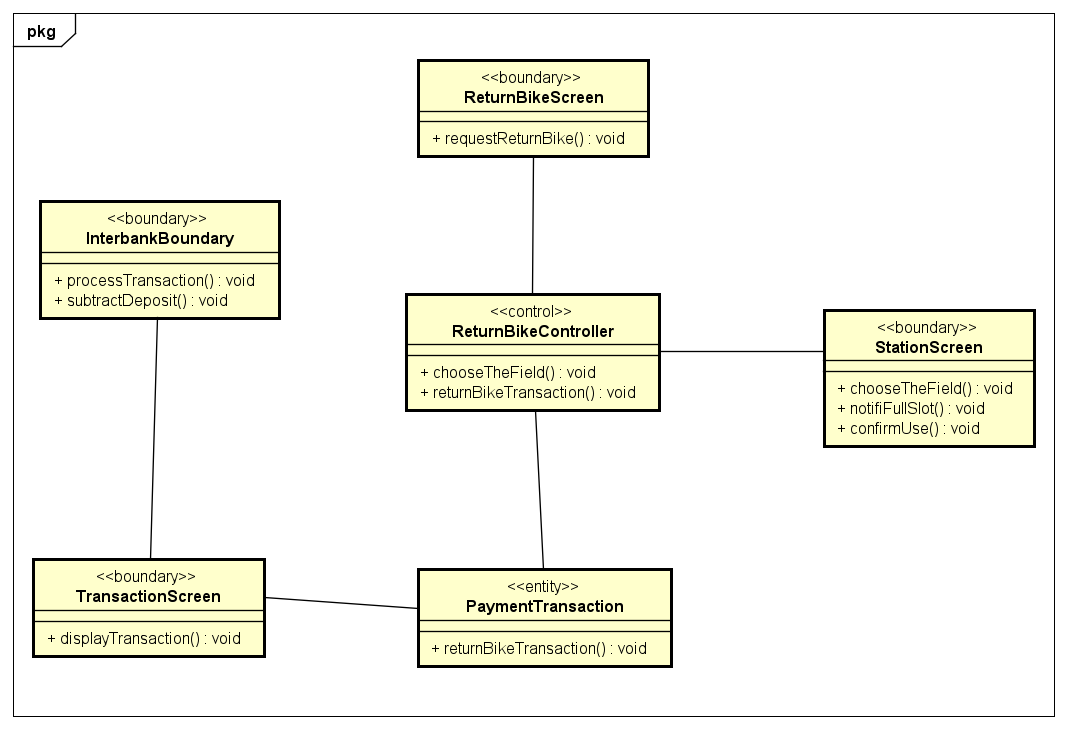 pkg
<<boundary>>
ReturnBikeScreen
+ requestReturnBike() : void
<<boundary>>
InterbankBoundary
+ processTransaction() : void
+ subtractDeposit() : void
<<control>>
ReturnBikeController
+ chooseTheField() : void
+ returnBikeTransaction() : void
<<boundary>>
StationScreen
+ chooseTheField() : void
+ notifiFullSlot() : void
+ confirmUse() : void
<<boundary>>
TransactionScreen
+ displayTransaction() : void
<<entity>>
PaymentTransaction
+ returnBikeTransaction() : void